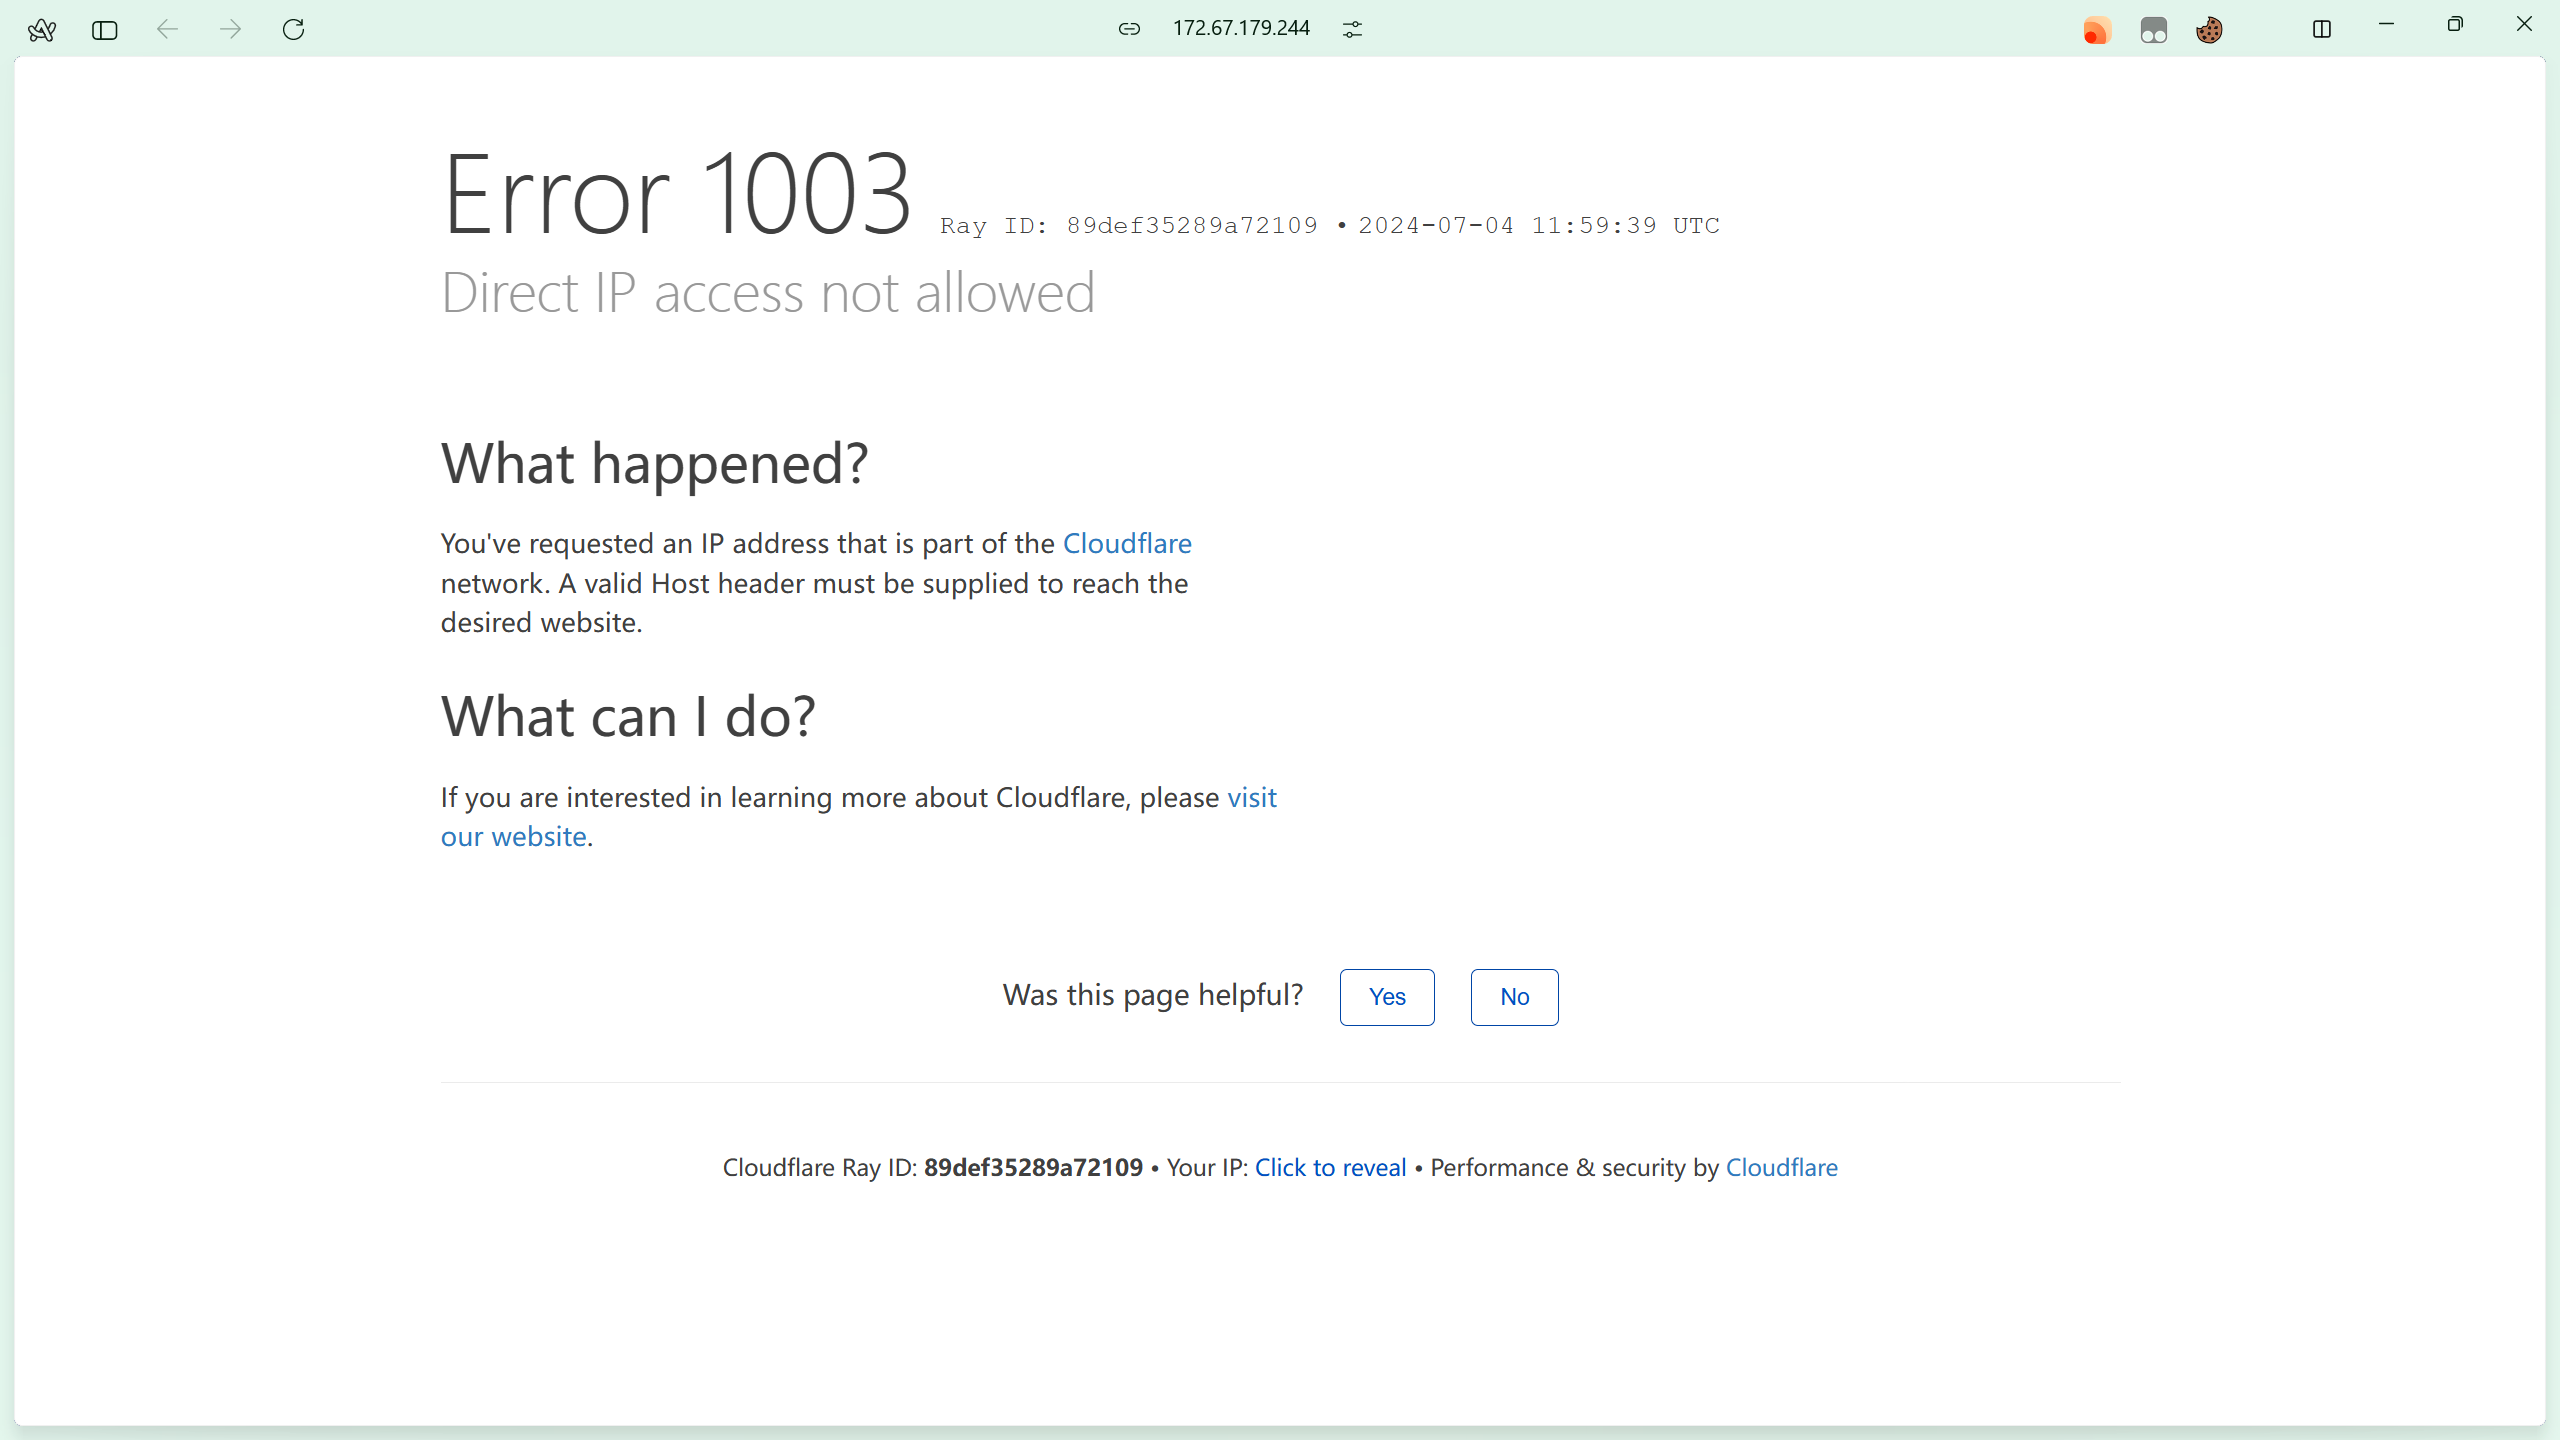 172.67.179.244
Error 1003 Ray ID: 89def35289a72109 • 2024-07-04 11:59:39 UTC
Direct IP access not allowed
What happened?
You've requested an IP address that is part of the Cloudflare
network. A valid Host header must be supplied to reach the
desired website.
What can I do?
If you are interested in learning more about Cloudflare, please visit
our website.
Was this page helpful? Yes No
Cloudflare Ray ID: 89def35289a72109 • Your IP: Click to reveal • Performance & security by Cloudflare